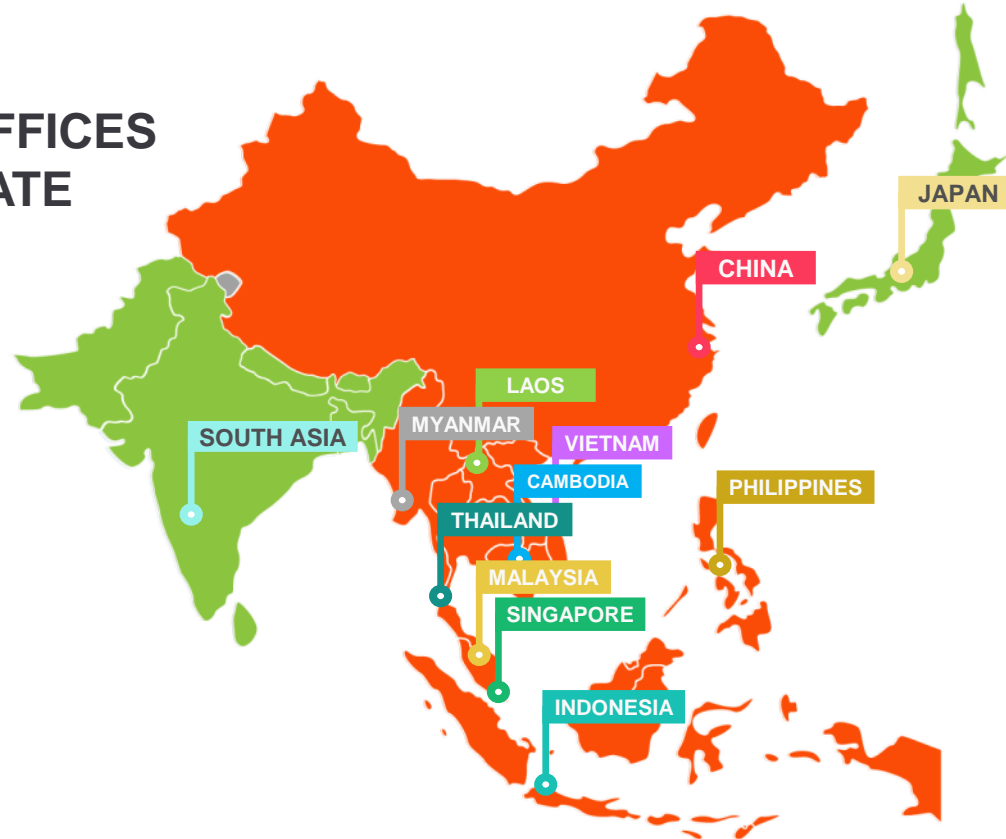 FFICES
ATE
JAPAN
CHINA
LAOS
MYANMAR
SOUTH ASIA
VIETNAM
CAMBODIA
PHILIPPINES
THAILAND
MALAYSIA
SINGAPORE
INDONESIA